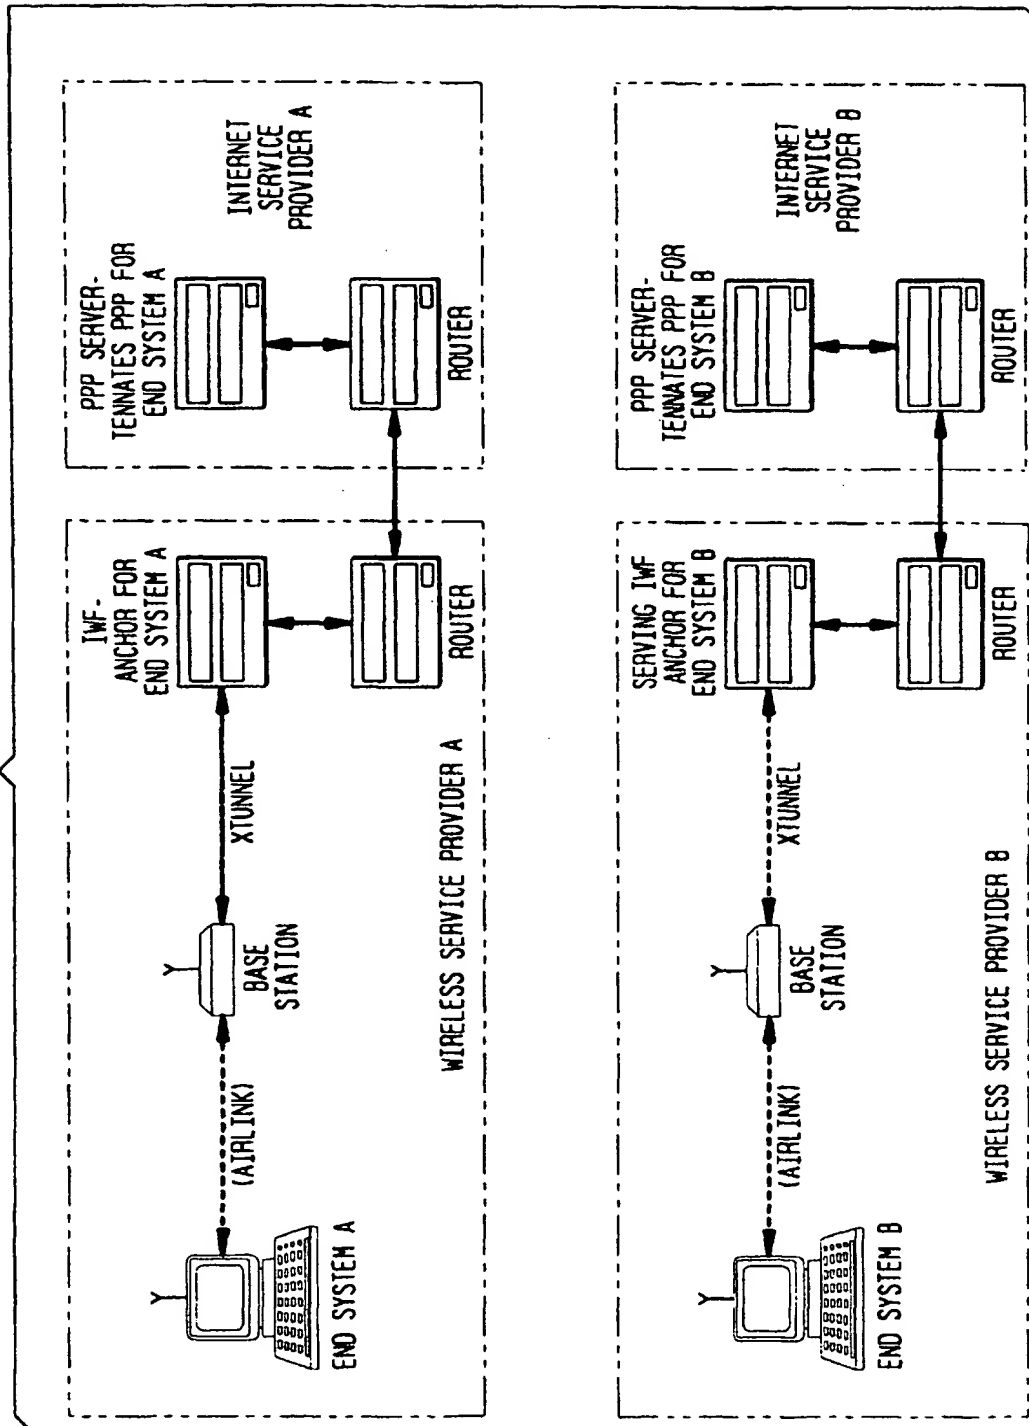 END SYSTEM A
(AIRLINK)
BASE
STATION
XTUNNEL
IWF-
ANCHOR FOR
END SYSTEM A
ROUTER
WIRELESS SERVICE PROVIDER A
PPP SERVER-
TENNATES PPP FOR
END SYSTEM A
ROUTER
INTERNET
SERVICE
PROVIDER A
END SYSTEM B
(AIRLINK)
BASE
STATION
XTUNNEL
SERVING IWF
ANCHOR FOR
END SYSTEM B
ROUTER
WIRELESS SERVICE PROVIDER B
PPP SERVER-
TENNATES PPP FOR
END SYSTEM B
ROUTER
INTERNET
SERVICE
PROVIDER B